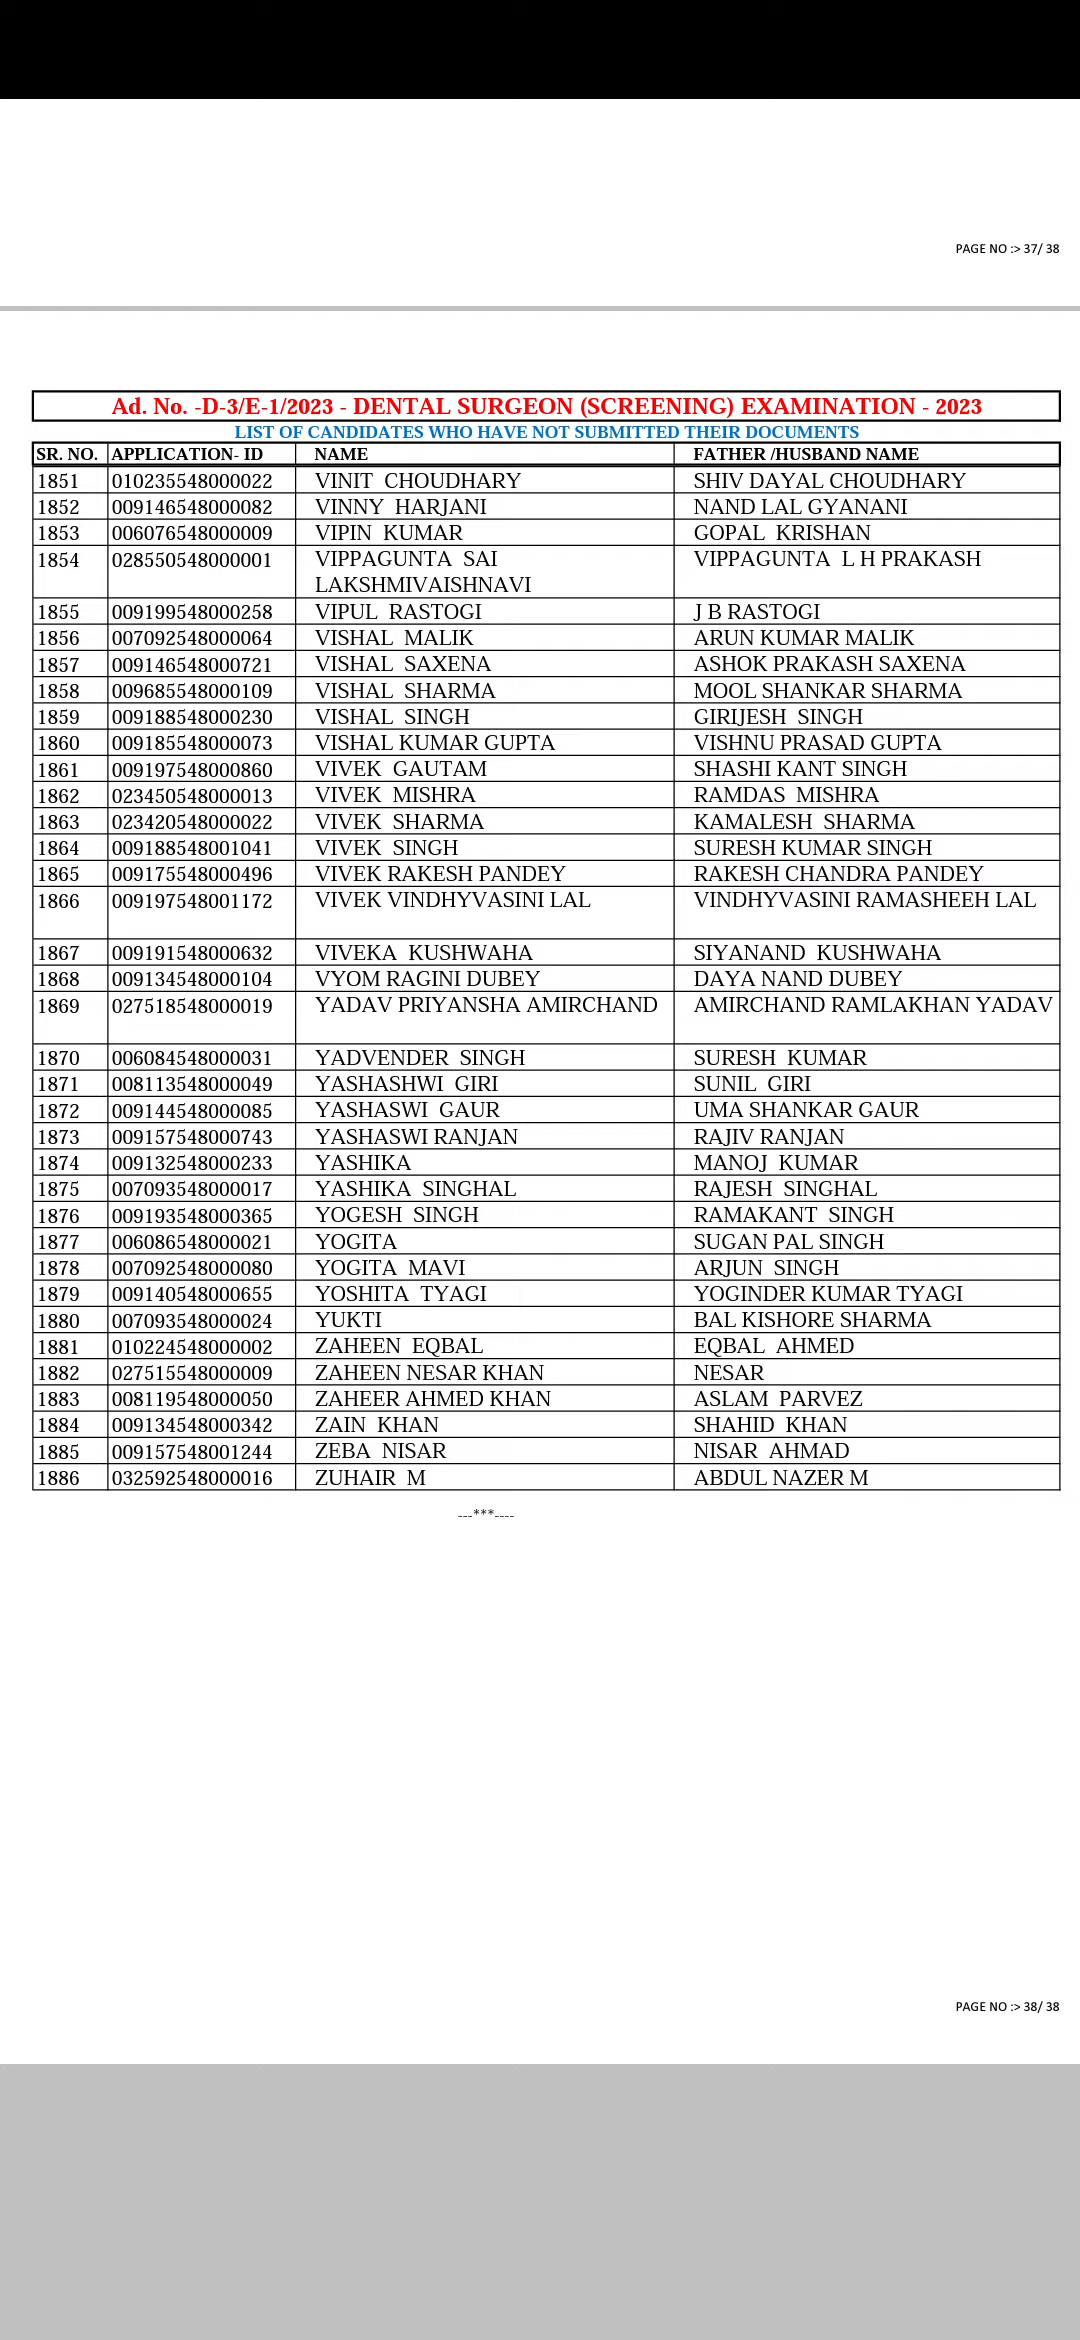 PAGE NO :> 37/ 38
Ad. No. -D-3/E-1/2023 - DENTAL SURGEON (SCREENING) EXAMINATION - 2023
LIST OF CANDIDATES WHO HAVE NOT SUBMITTED THEIR DOCUMENTS
SR. NO. APPLICATION- ID NAME FATHER /HUSBAND NAME
1851 010235548000022 VINIT CHOUDHARY SHIV DAYAL CHOUDHARY
1852 009146548000082 VINNY HARJANI NAND LAL GYANANI
1853 006076548000009 VIPIN KUMAR GOPAL KRISHAN
1854 028550548000001 VIPPAGUNTA SAI VIPPAGUNTA L H PRAKASH
LAKSHMIVAISHNAVI
1855 009199548000258 VIPUL RASTOGI J B RASTOGI
1856 007092548000064 VISHAL MALIK ARUN KUMAR MALIK
1857 009146548000721 VISHAL SAXENA ASHOK PRAKASH SAXENA
1858 009685548000109 VISHAL SHARMA MOOL SHANKAR SHARMA
1859 009188548000230 VISHAL SINGH GIRIJESH SINGH
1860 009185548000073 VISHAL KUMAR GUPTA VISHNU PRASAD GUPTA
1861 009197548000860 VIVEK GAUTAM SHASHI KANT SINGH
1862 023450548000013 VIVEK MISHRA RAMDAS MISHRA
1863 023420548000022 VIVEK SHARMA KAMALESH SHARMA
1864 009188548001041 VIVEK SINGH SURESH KUMAR SINGH
1865 009175548000496 VIVEK RAKESH PANDEY RAKESH CHANDRA PANDEY
1866 009197548001172 VIVEK VINDHYVASINI LAL VINDHYVASINI RAMASHEEH LAL
1867 009191548000632 VIVEKA KUSHWAHA SIYANAND KUSHWAHA
1868 009134548000104 VYOM RAGINI DUBEY DAYA NAND DUBEY
1869 027518548000019 YADAV PRIYANSHA AMIRCHAND AMIRCHAND RAMLAKHAN YADAV
1870 006084548000031 YADVENDER SINGH SURESH KUMAR
1871 008113548000049 YASHASHWI GIRI SUNIL GIRI
1872 009144548000085 YASHASWI GAUR UMA SHANKAR GAUR
1873 009157548000743 YASHASWI RANJAN RAJIV RANJAN
1874 009132548000233 YASHIKA MANOJ KUMAR
1875 007093548000017 YASHIKA SINGHAL RAJESH SINGHAL
1876 009193548000365 YOGESH SINGH RAMAKANT SINGH
1877 006086548000021 YOGITA SUGAN PAL SINGH
1878 007092548000080 YOGITA MAVI ARJUN SINGH
1879 009140548000655 YOSHITA TYAGI YOGINDER KUMAR TYAGI
1880 007093548000024 YUKTI BAL KISHORE SHARMA
1881 010224548000002 ZAHEEN EQBAL EQBAL AHMED
1882 027515548000009 ZAHEEN NESAR KHAN NESAR
1883 008119548000050 ZAHEER AHMED KHAN ASLAM PARVEZ
1884 009134548000342 ZAIN KHAN SHAHID KHAN
1885 009157548001244 ZEBA NISAR NISAR AHMAD
1886 032592548000016 ZUHAIR M ABDUL NAZER M
---***----
PAGE NO :> 38/ 38